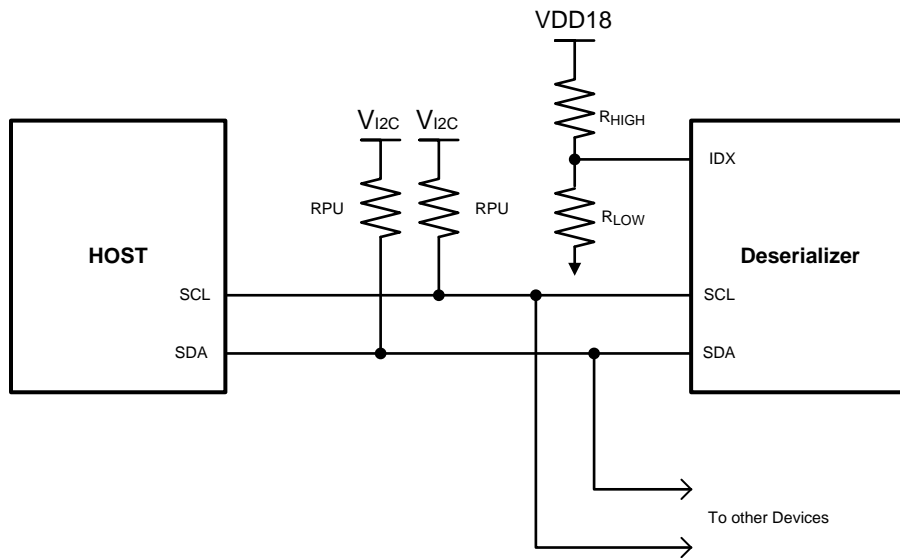 VDD18
RHIGH
VI2C VI2C
IDX
RPU RPU
RLOW
HOST
Deserializer
SCL SCL
SDA SDA
To other Devices